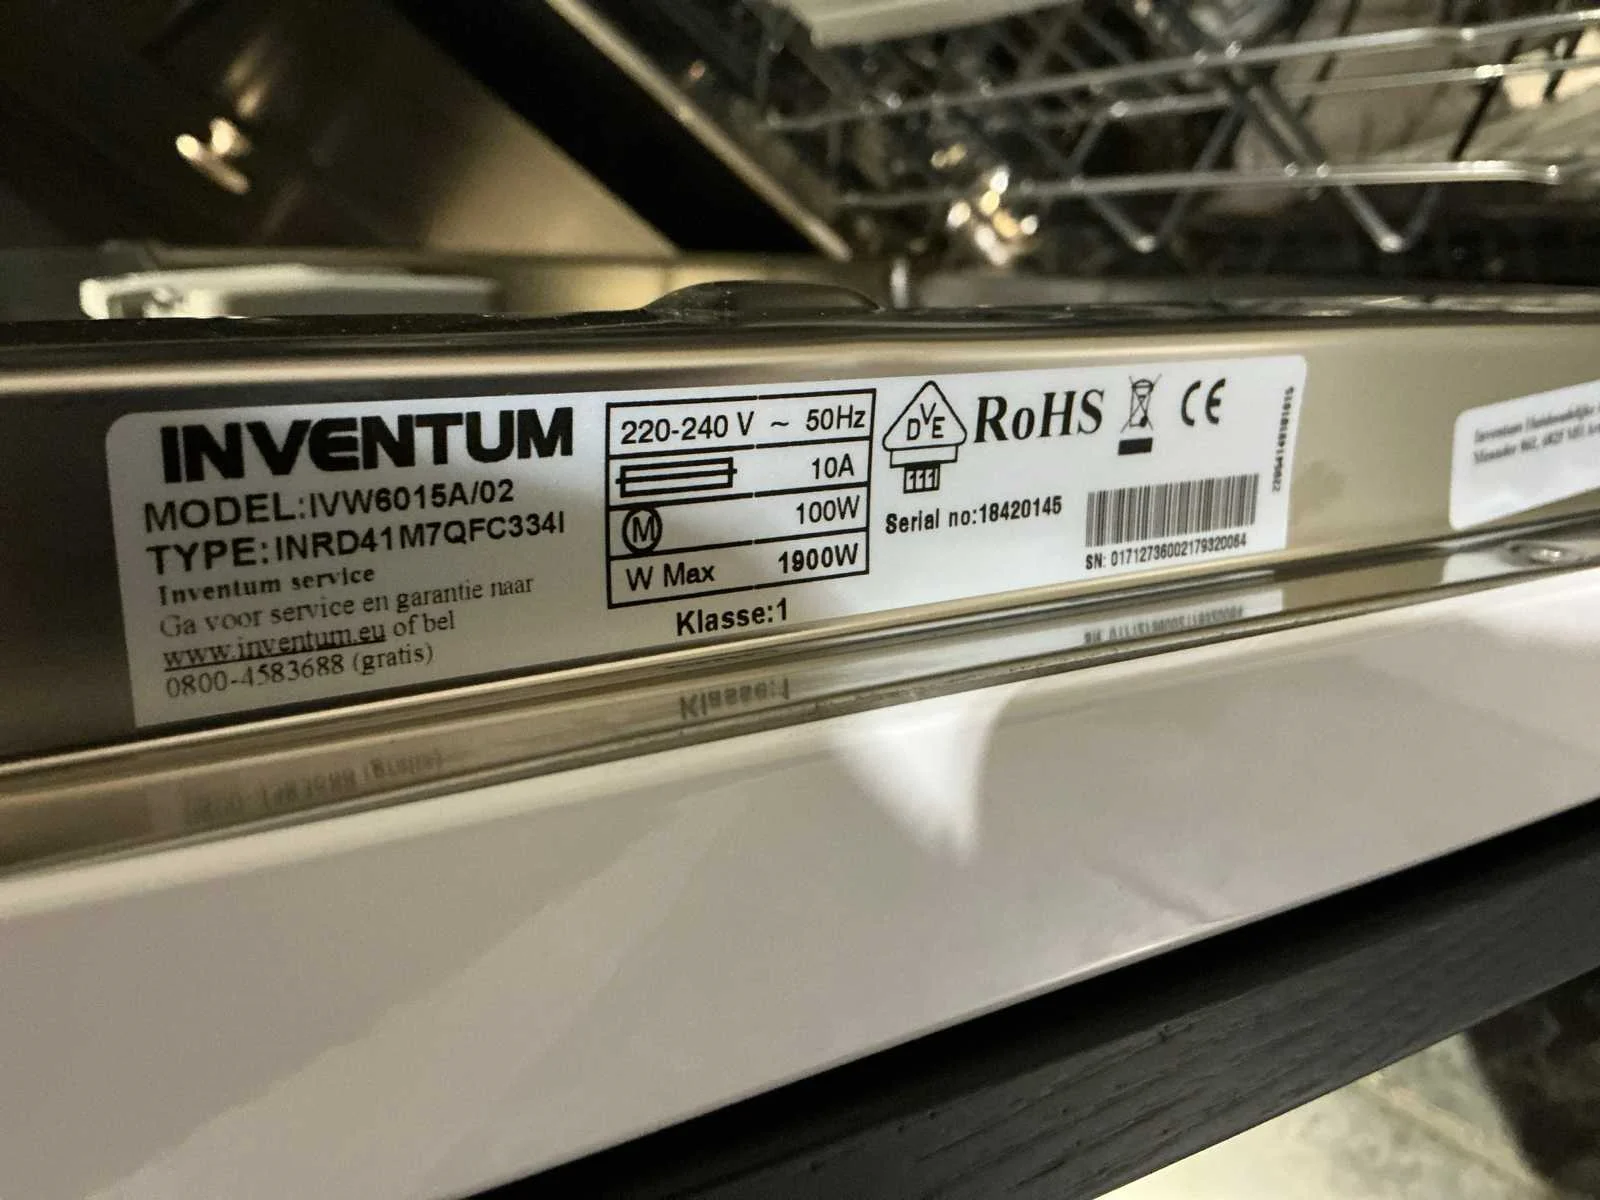 INVENTUM
MODEL:IVW6015A/02
TYPE:INRD41M7QFC334I
Inventum service
Ga voor service en garantie naar
www.inventum.eu of bel
0800-4583688 (gratis)
220-240 V ~ 50Hz
10A
M
100W
W Max 1900W
Klasse:1
DVE
RoHS
CE
Serial no:18420145
SN: 01712736002179320064
Inventum